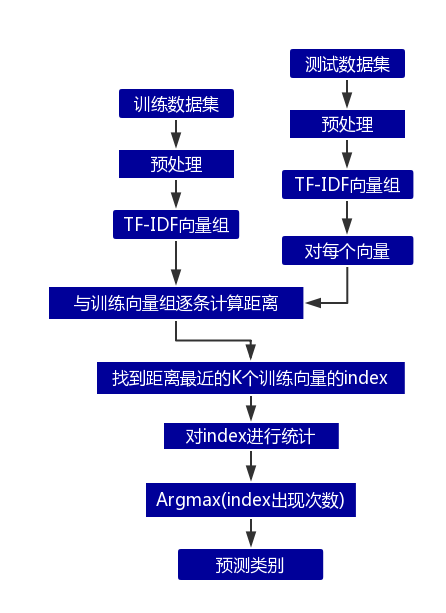 测试数据集
训练数据集
预处理
预处理
TF-IDF向量组
TF-IDF向量组
对每个向量
与训练向量组逐条计算距离
找到距离最近的K个训练向量的index
对index进行统计
Argmax(index出现次数)
预测类别